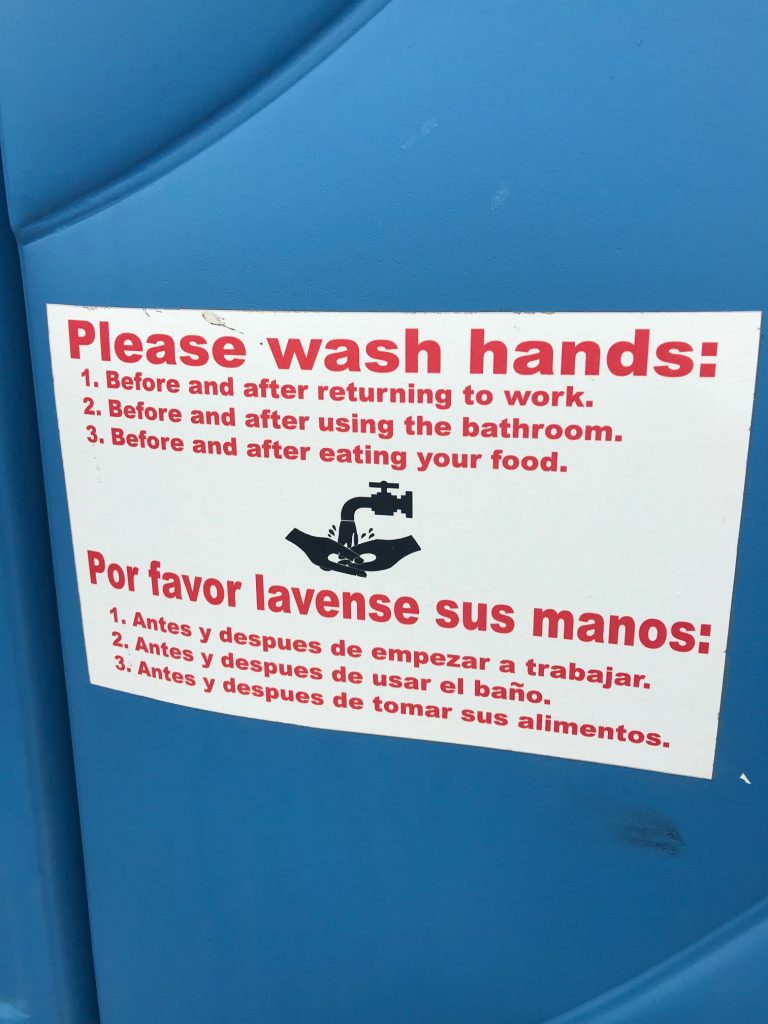 Please wash hands:
1. Before and after returning to work.
2. Before and after using the bathroom.
3. Before and after eating your food.
Por favor lavense sus manos:
1. Antes y despues de empezar a trabajar.
2. Antes y despues de usar el baño.
3. Antes y despues de tomar sus alimentos.